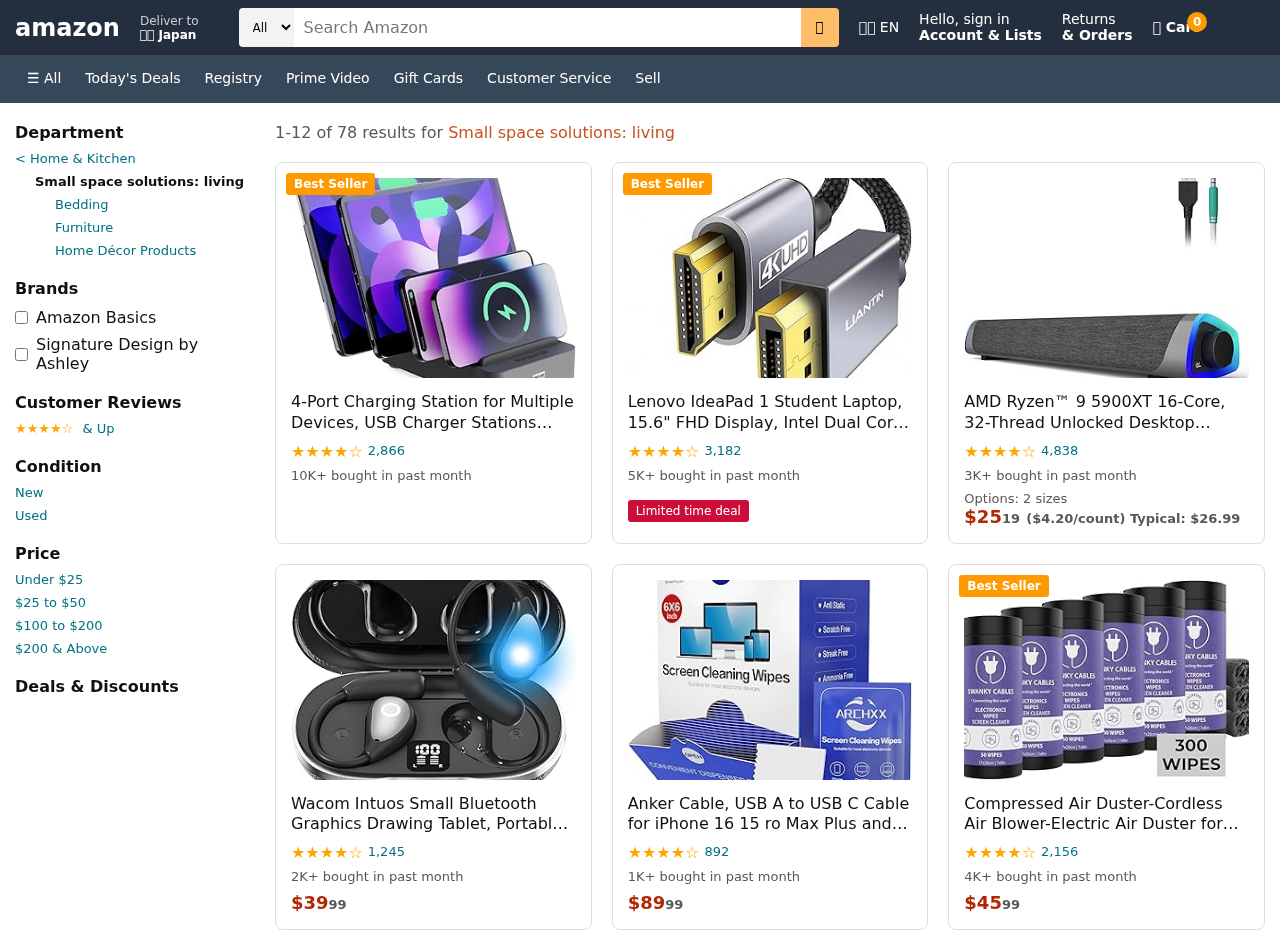 amazon
Deliver to
Japan
All
Search Amazon
EN
Hello, sign in
Account & Lists
Returns
& Orders
0
☰ All
Today's Deals
Registry
Prime Video
Gift Cards
Customer Service
Sell
Department
< Home & Kitchen
Small space solutions: living
Bedding
Furniture
Home Décor Products
Brands
Amazon Basics
Signature Design by
Ashley
Customer Reviews
★★★★☆ & Up
Condition
New
Used
Price
Under $25
$25 to $50
$100 to $200
$200 & Above
Deals & Discounts
1-12 of 78 results for Small space solutions: living
Best Seller
4-Port Charging Station for Multiple
Devices, USB Charger Stations…
★★★★☆ 2,866
10K+ bought in past month
Best Seller
4K UHD
LIANTIN
Lenovo IdeaPad 1 Student Laptop,
15.6" FHD Display, Intel Dual Cor…
★★★★☆ 3,182
5K+ bought in past month
Limited time deal
AMD Ryzen™ 9 5900XT 16-Core,
32-Thread Unlocked Desktop…
★★★★☆ 4,838
3K+ bought in past month
Options: 2 sizes
$25 19 ($4.20/count) Typical: $26.99
L
R
100
Wacom Intuos Small Bluetooth
Graphics Drawing Tablet, Portabl…
★★★★☆ 1,245
2K+ bought in past month
$39 99
6X6
inch
Anti Static
Scratch Free
Streak Free
Ammonia Free
Screen Cleaning Wipes
Suitable for most electronic devices
ARCHXX
Screen Cleaning Wipes
OPEN
CONVENIENT DISPENSER
Anker Cable, USB A to USB C Cable
for iPhone 16 15 ro Max Plus and…
★★★★☆ 892
1K+ bought in past month
$89 99
Best Seller
SWANKY CABLES
"Connecting the world"
ELECTRONICS
WIPES
SCREEN CLEANER
50 WIPES
300
WIPES
Compressed Air Duster-Cordless
Air Blower-Electric Air Duster for…
★★★★☆ 2,156
4K+ bought in past month
$45 99